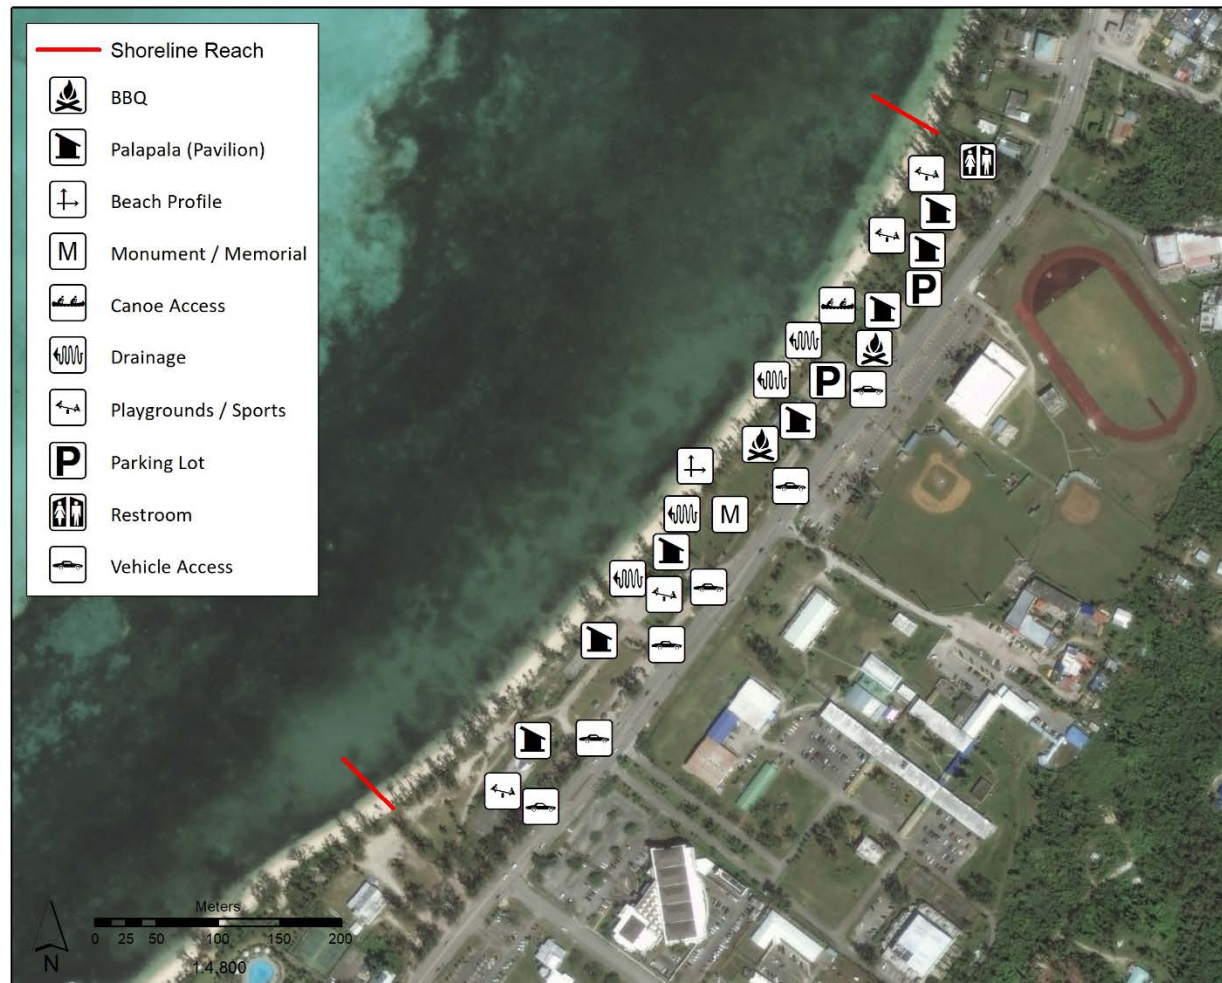 Shoreline Reach
BBQ
Palapala (Pavilion)
Beach Profile
M Monument / Memorial
Canoe Access
Drainage
Playgrounds / Sports
P Parking Lot
Restroom
Vehicle Access
P
P
M
Meters
0 25 50 100 150 200
1:4,800
N